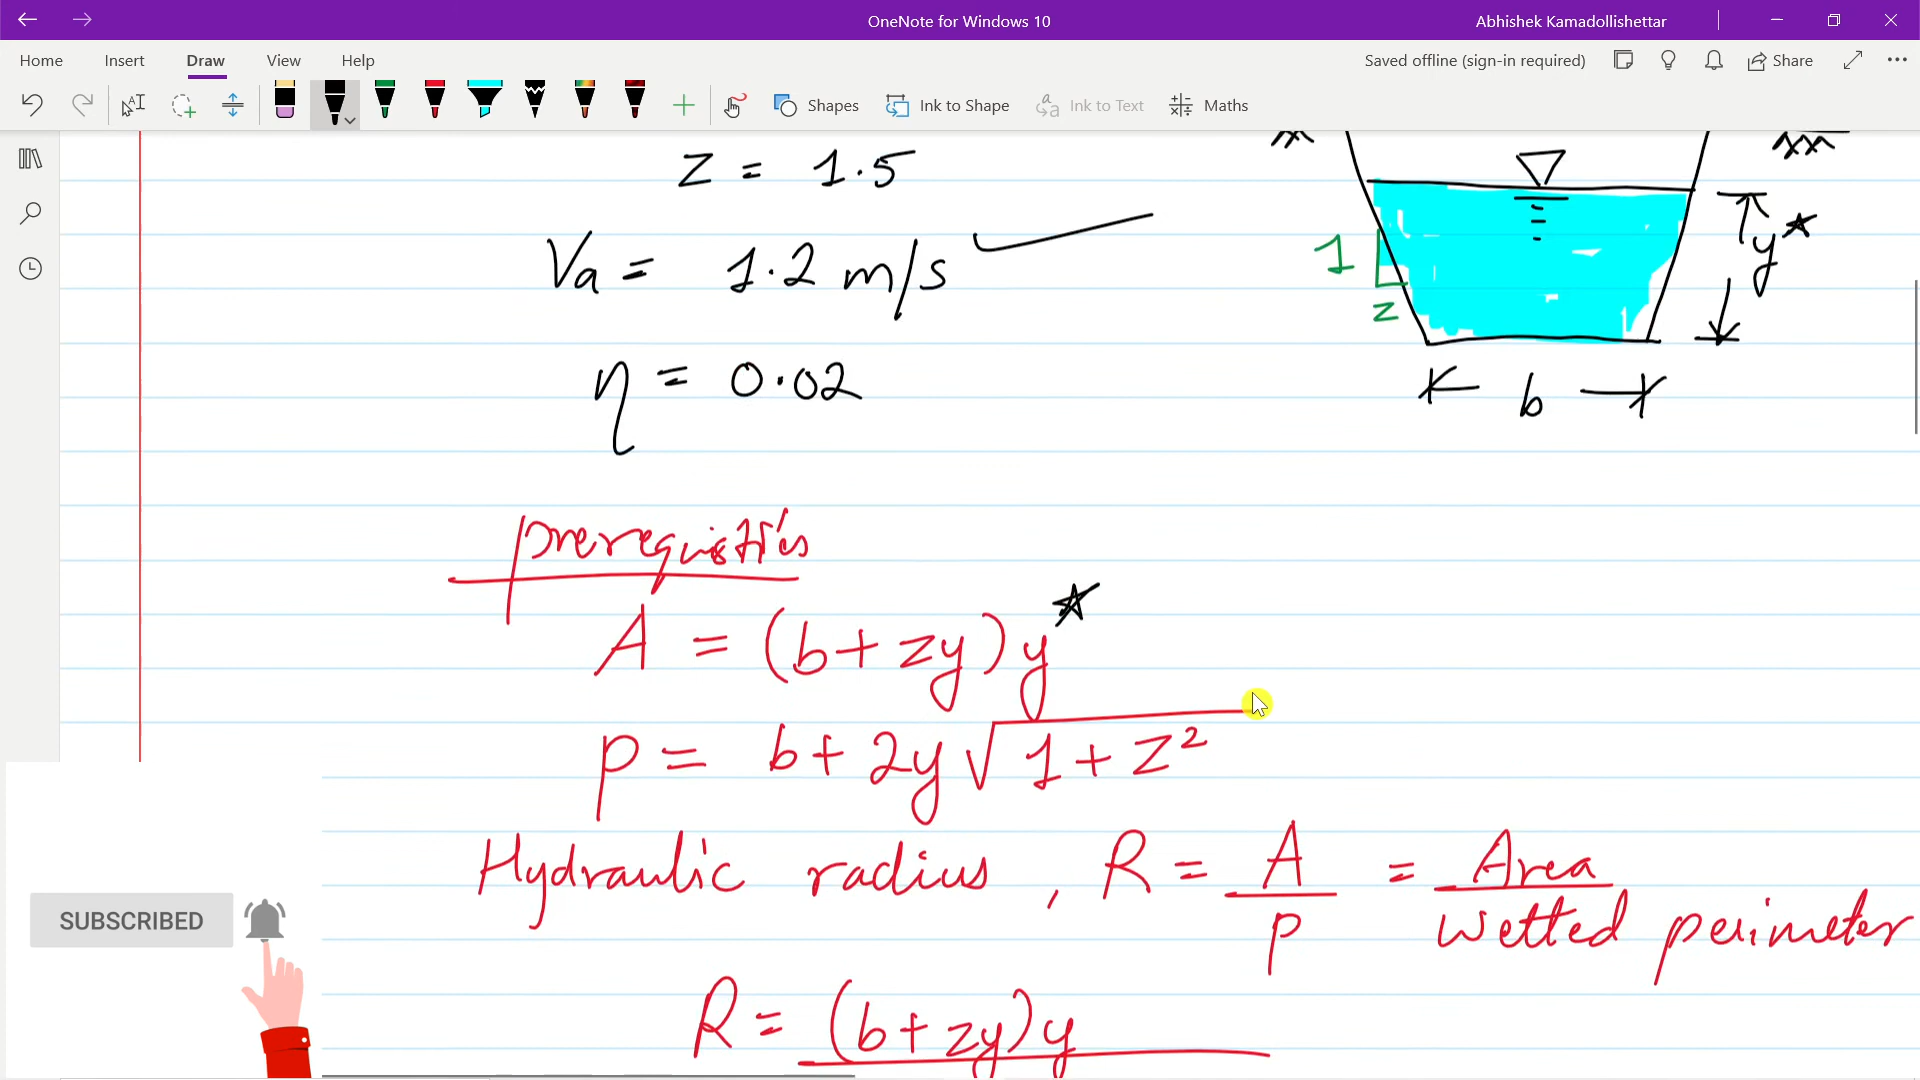 OneNote for Windows 10
Abhishek Kamadollishettar
Home Insert Draw View Help
Saved offline (sign-in required) Share
Shapes Ink to Shape Ink to Text Maths
z = 1.5
Va = 1.2 m/s
η = 0.02
1
z
y*
b
prerequistis
A = (b + zy) y
p = b + 2y √1 + z²
Hydraulic radius, R = A / p = Area / wetted perimeter
R = (b + zy) y
SUBSCRIBED